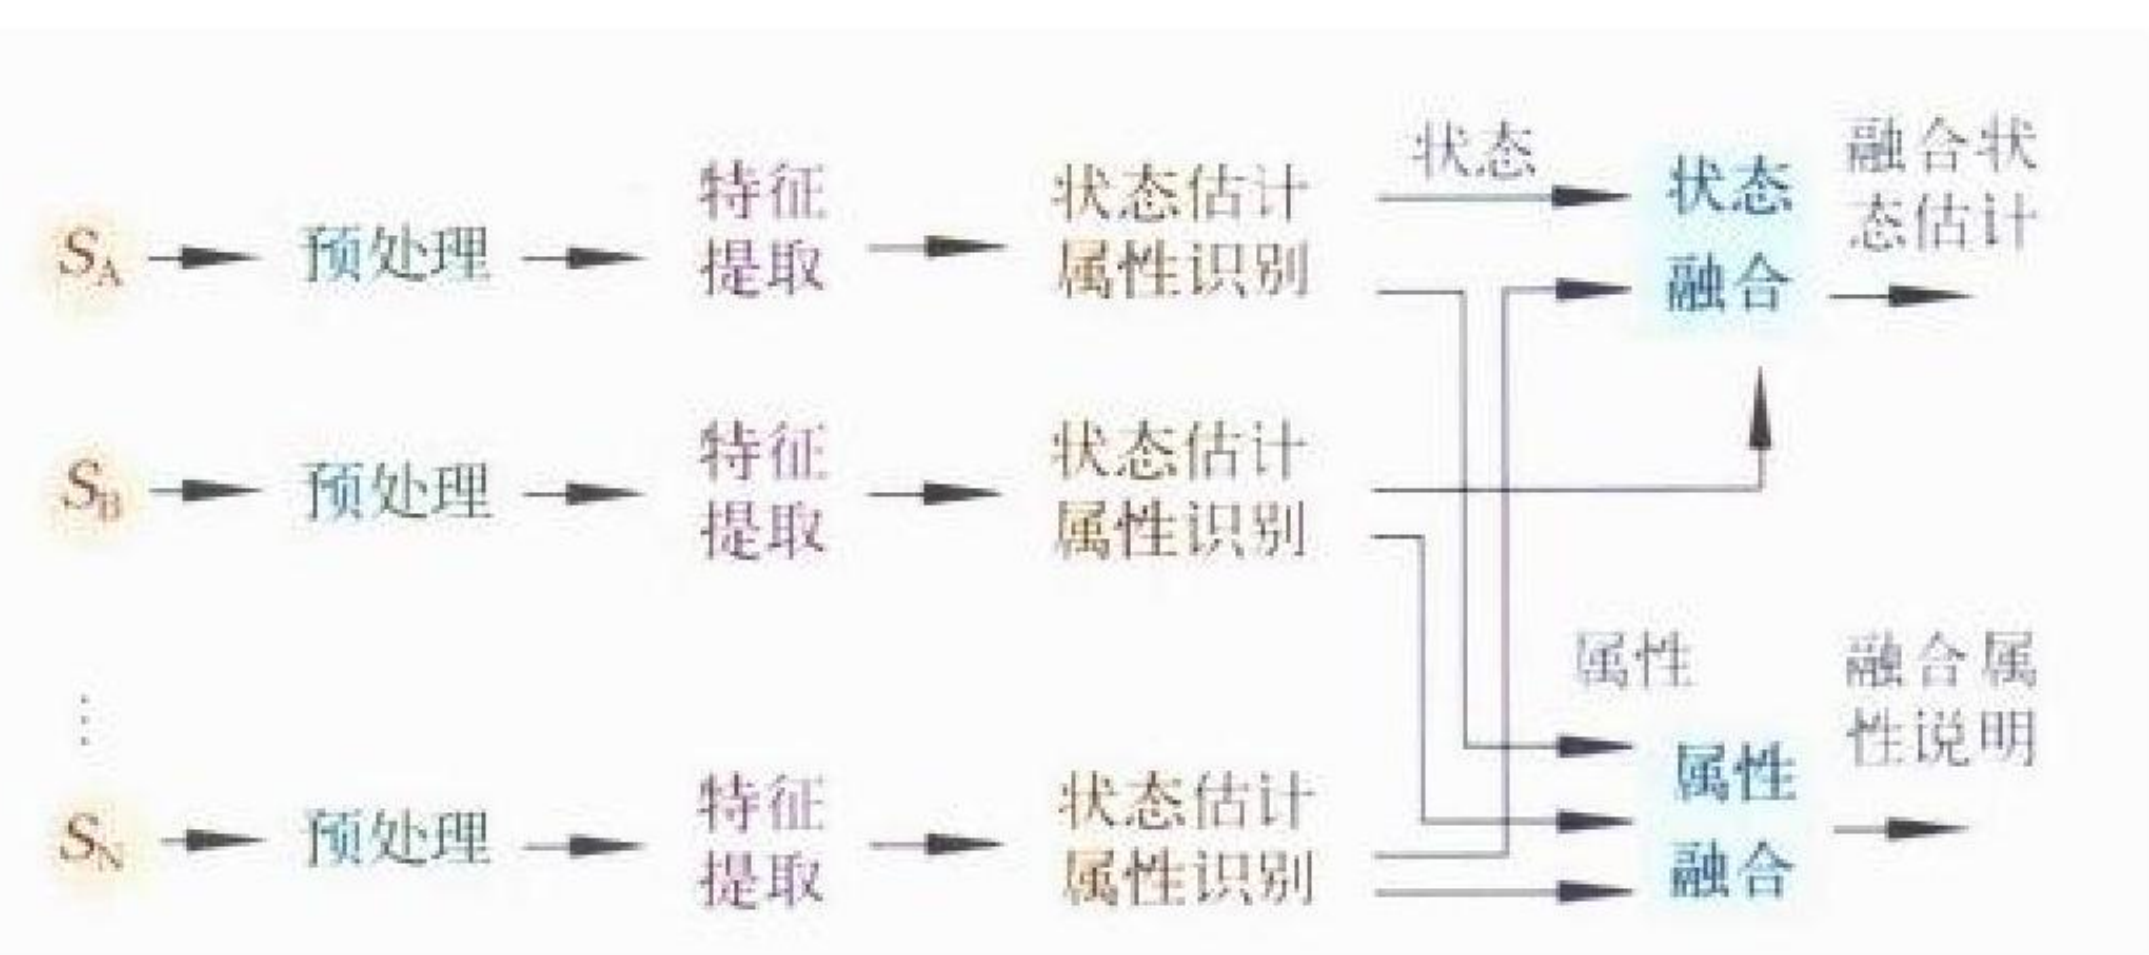 状态
融合状
态估计
S_A
预处理
特征
提取
状态估计
属性识别
状态
融合
S_B
预处理
特征
提取
状态估计
属性识别
属性
融合属
性说明
⋮
S_N
预处理
特征
提取
状态估计
属性识别
属性
融合